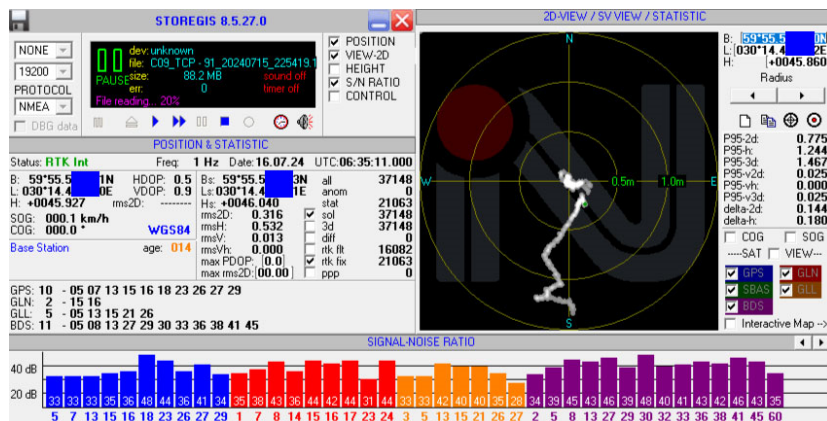 STOREGIS 8.5.27.0
NONE
19200
PROTOCOL
NMEA
DBG data
PAUSE
dev: unknown
file: C09_TCP - 91_20240715_225419.1
size: 88.2 MB sound off
err: 0 timer off
File reading... 20%
POSITION
VIEW-2D
HEIGHT
S/N RATIO
CONTROL
POSITION & STATISTIC
Status: RTK Int Freq: 1 Hz Date: 16.07.24 UTC: 06:35:11.000
B: 59*55.5 1N HDOP: 0.5
L: 030*14.4 0E VDOP: 0.9
H: +0045.927 rms2D: --------
SOG: 000.1 km/h
COG: 000.0 * WGS84
Base Station age: 014
Bs: 59*55.5 3N
Ls: 030*14.4 0E
Hs: +0046.040
rms2D: 0.316
rmsH: 0.532
rmsV: 0.013
rmsVh: 0.000
max PDOP: [0.0]
max rms2D: [00.00]
all 37148
anom 0
stat 21063
sol 37148
3d 37148
diff 0
rtk flt 16082
rtk fix 21063
ppp 0
GPS: 10 - 05 07 13 15 16 18 23 26 27 29
GLN: 2 - 15 16
GLL: 5 - 05 13 15 21 26
BDS: 11 - 05 08 13 27 29 30 33 36 38 41 45
2D-VIEW / SV VIEW / STATISTIC
N
W
0.5m
1.0m
E
S
B: 59*55.5 0N
L: 030*14.4 2E
H: +0045.860
Radius
P95-2d: 0.775
P95-h: 1.244
P95-3d: 1.467
P95-v2d: 0.025
P95-vh: 0.000
P95-v3d: 0.025
delta-2d: 0.144
delta-h: 0.180
COG SOG
-----SAT VIEW---
GPS GLN
SBAS GLL
BDS
Interactive Map -->
SIGNAL-NOISE RATIO
40 dB
20 dB
33 33 33 35 36 48 44 36 41 34 35 38 43 36 44 42 44 31 44 33 33 42 40 40 35 28 34 39 45 43 46 39 48 40 44 42 46 43 35
5 7 13 15 16 18 23 26 27 29 1 7 8 14 15 16 17 23 24 3 5 13 15 21 26 27 2 5 8 13 27 29 30 32 33 36 38 41 45 60